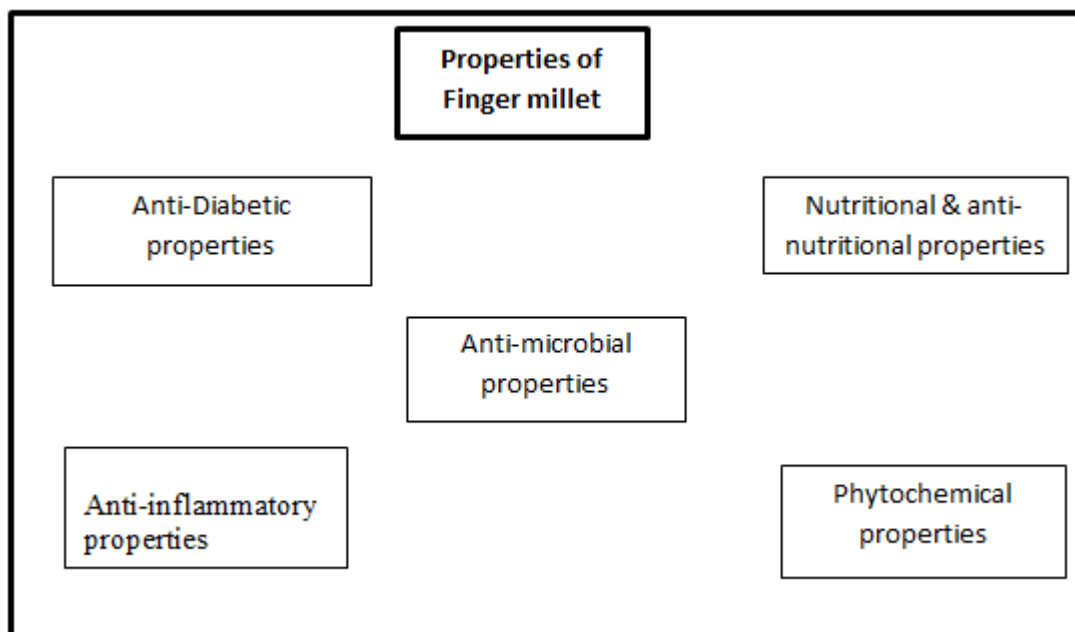 Properties of
Finger millet
Anti-Diabetic
properties
Nutritional & anti-
nutritional properties
Anti-microbial
properties
Anti-inflammatory
properties
Phytochemical
properties